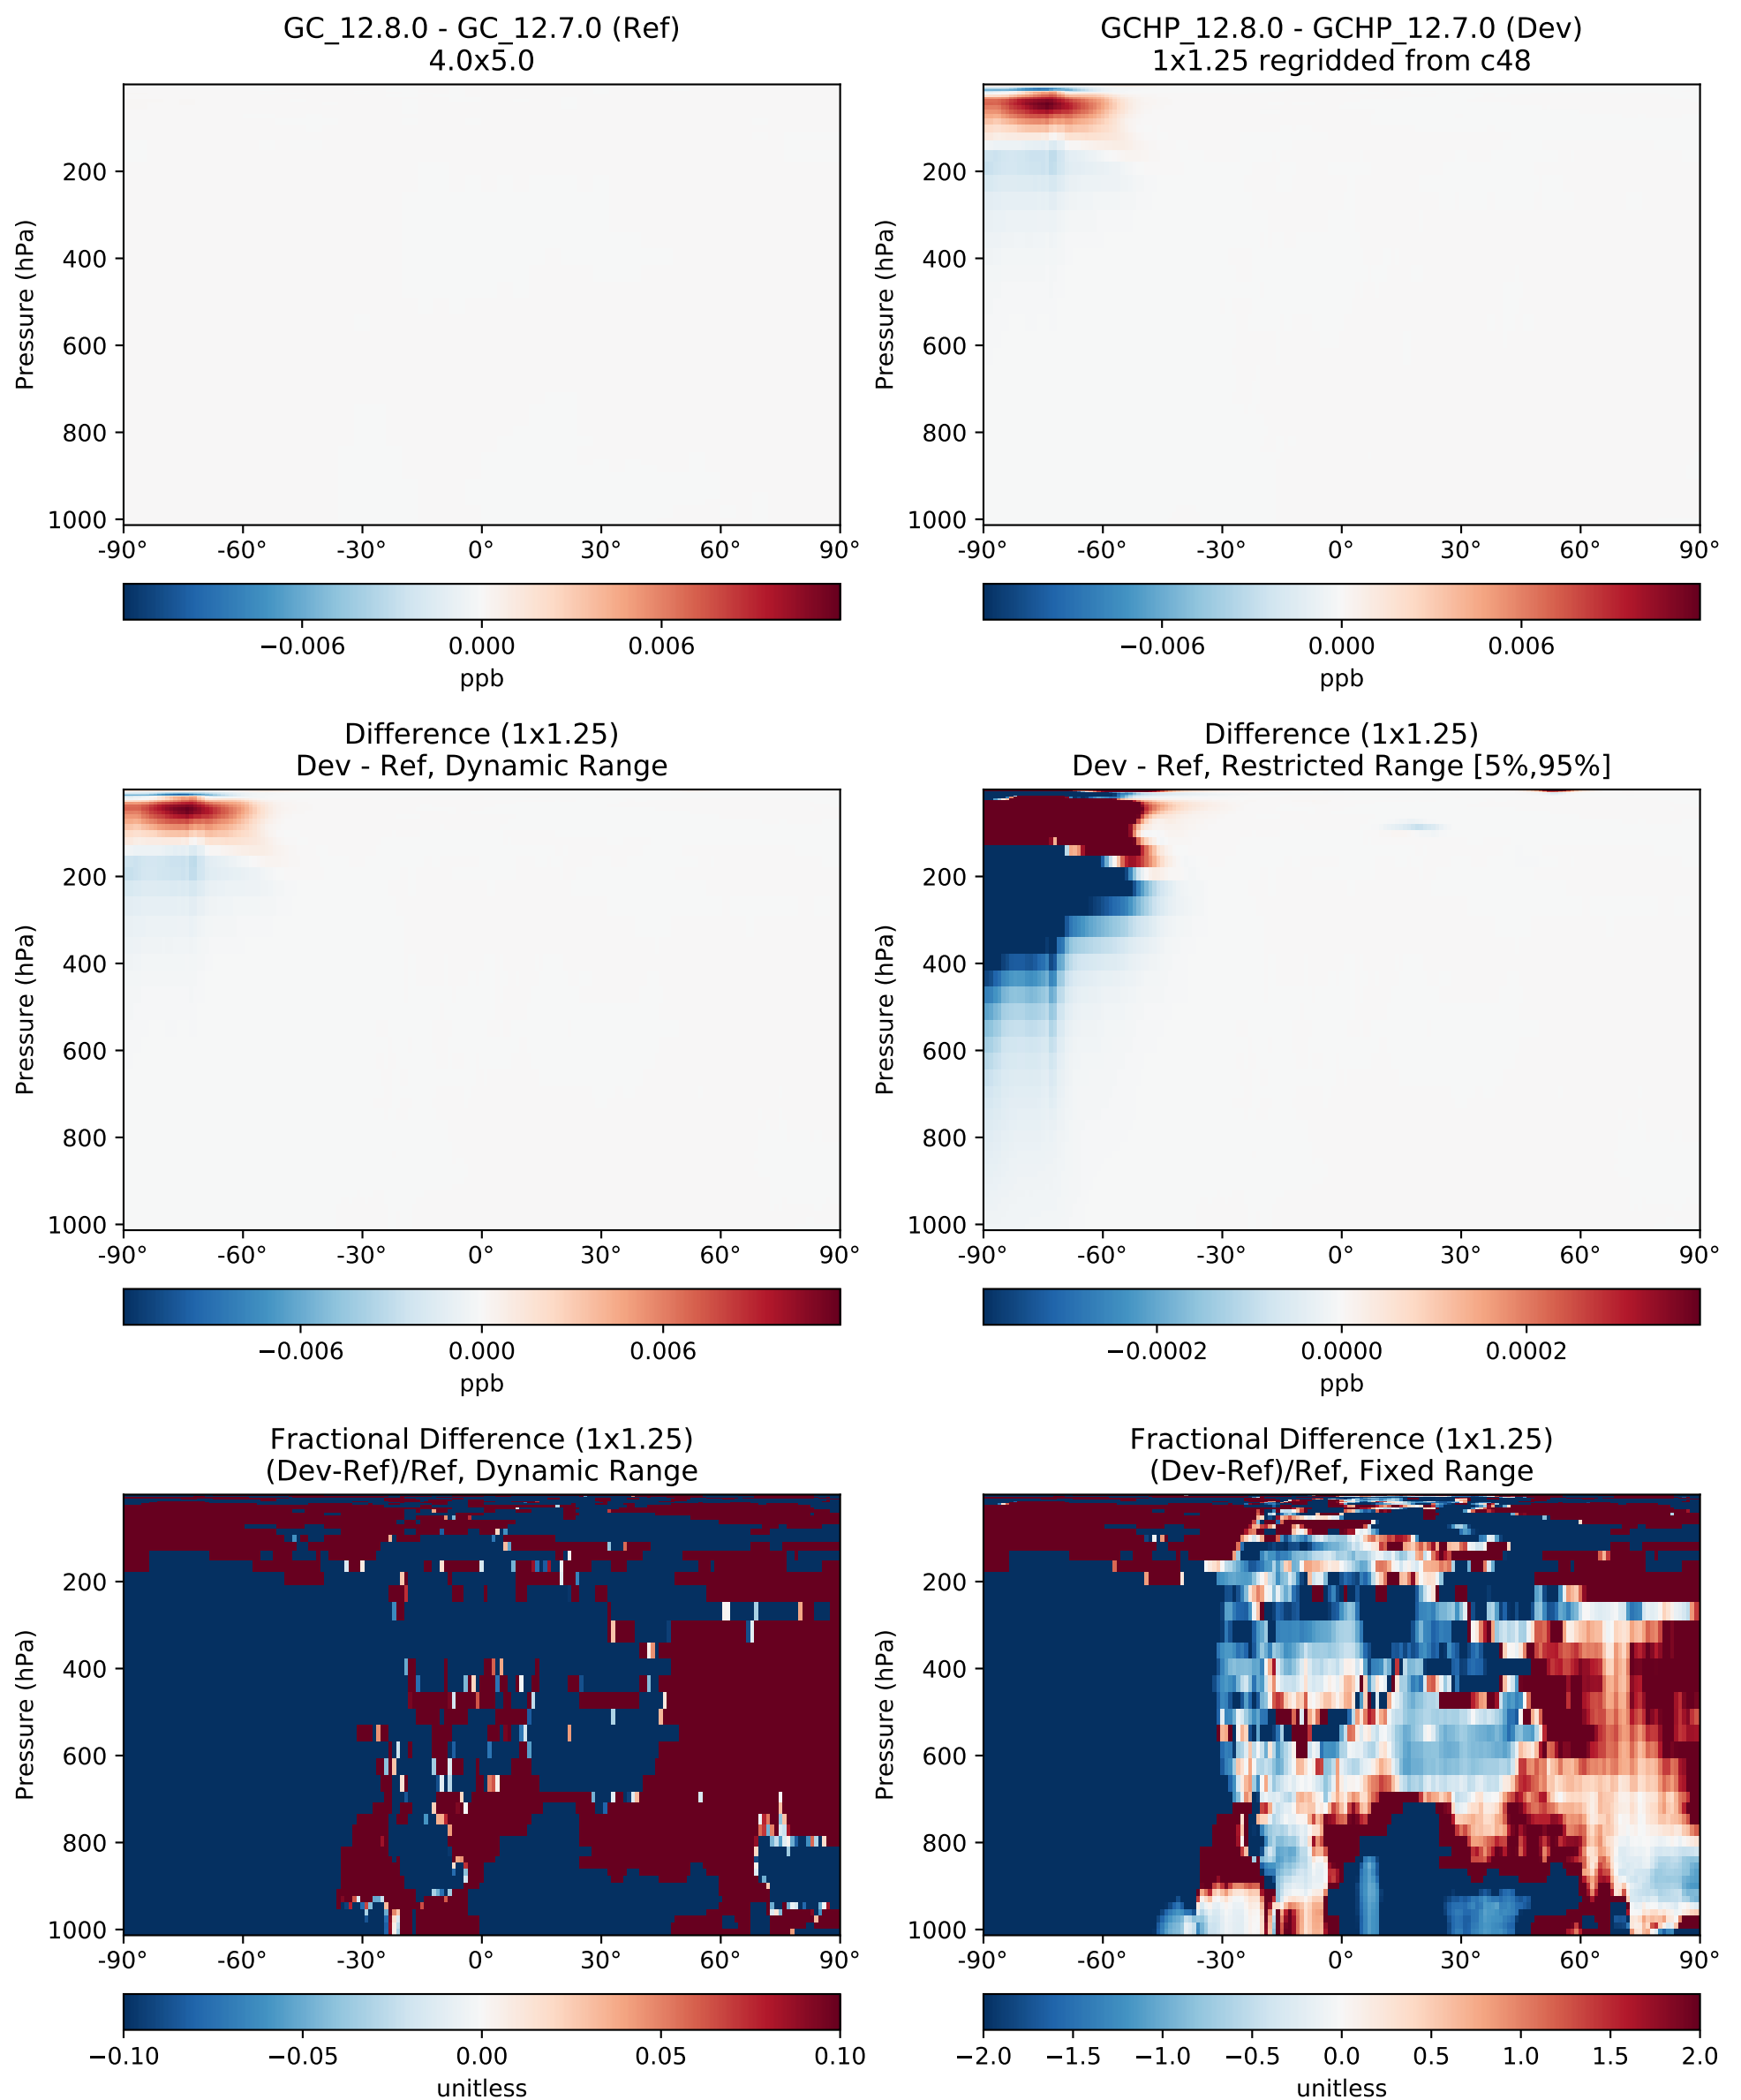 GC_12.8.0 - GC_12.7.0 (Ref)
4.0x5.0
Pressure (hPa)
200
400
600
800
1000
-90° -60° -30° 0° 30° 60° 90°
−0.006 0.000 0.006
ppb
GCHP_12.8.0 - GCHP_12.7.0 (Dev)
1x1.25 regridded from c48
Pressure (hPa)
200
400
600
800
1000
-90° -60° -30° 0° 30° 60° 90°
−0.006 0.000 0.006
ppb
Difference (1x1.25)
Dev - Ref, Dynamic Range
Pressure (hPa)
200
400
600
800
1000
-90° -60° -30° 0° 30° 60° 90°
−0.006 0.000 0.006
ppb
Difference (1x1.25)
Dev - Ref, Restricted Range [5%,95%]
Pressure (hPa)
200
400
600
800
1000
-90° -60° -30° 0° 30° 60° 90°
−0.0002 0.0000 0.0002
ppb
Fractional Difference (1x1.25)
(Dev-Ref)/Ref, Dynamic Range
Pressure (hPa)
200
400
600
800
1000
-90° -60° -30° 0° 30° 60° 90°
−0.10 −0.05 0.00 0.05 0.10
unitless
Fractional Difference (1x1.25)
(Dev-Ref)/Ref, Fixed Range
Pressure (hPa)
200
400
600
800
1000
-90° -60° -30° 0° 30° 60° 90°
−2.0 −1.5 −1.0 −0.5 0.0 0.5 1.0 1.5 2.0
unitless